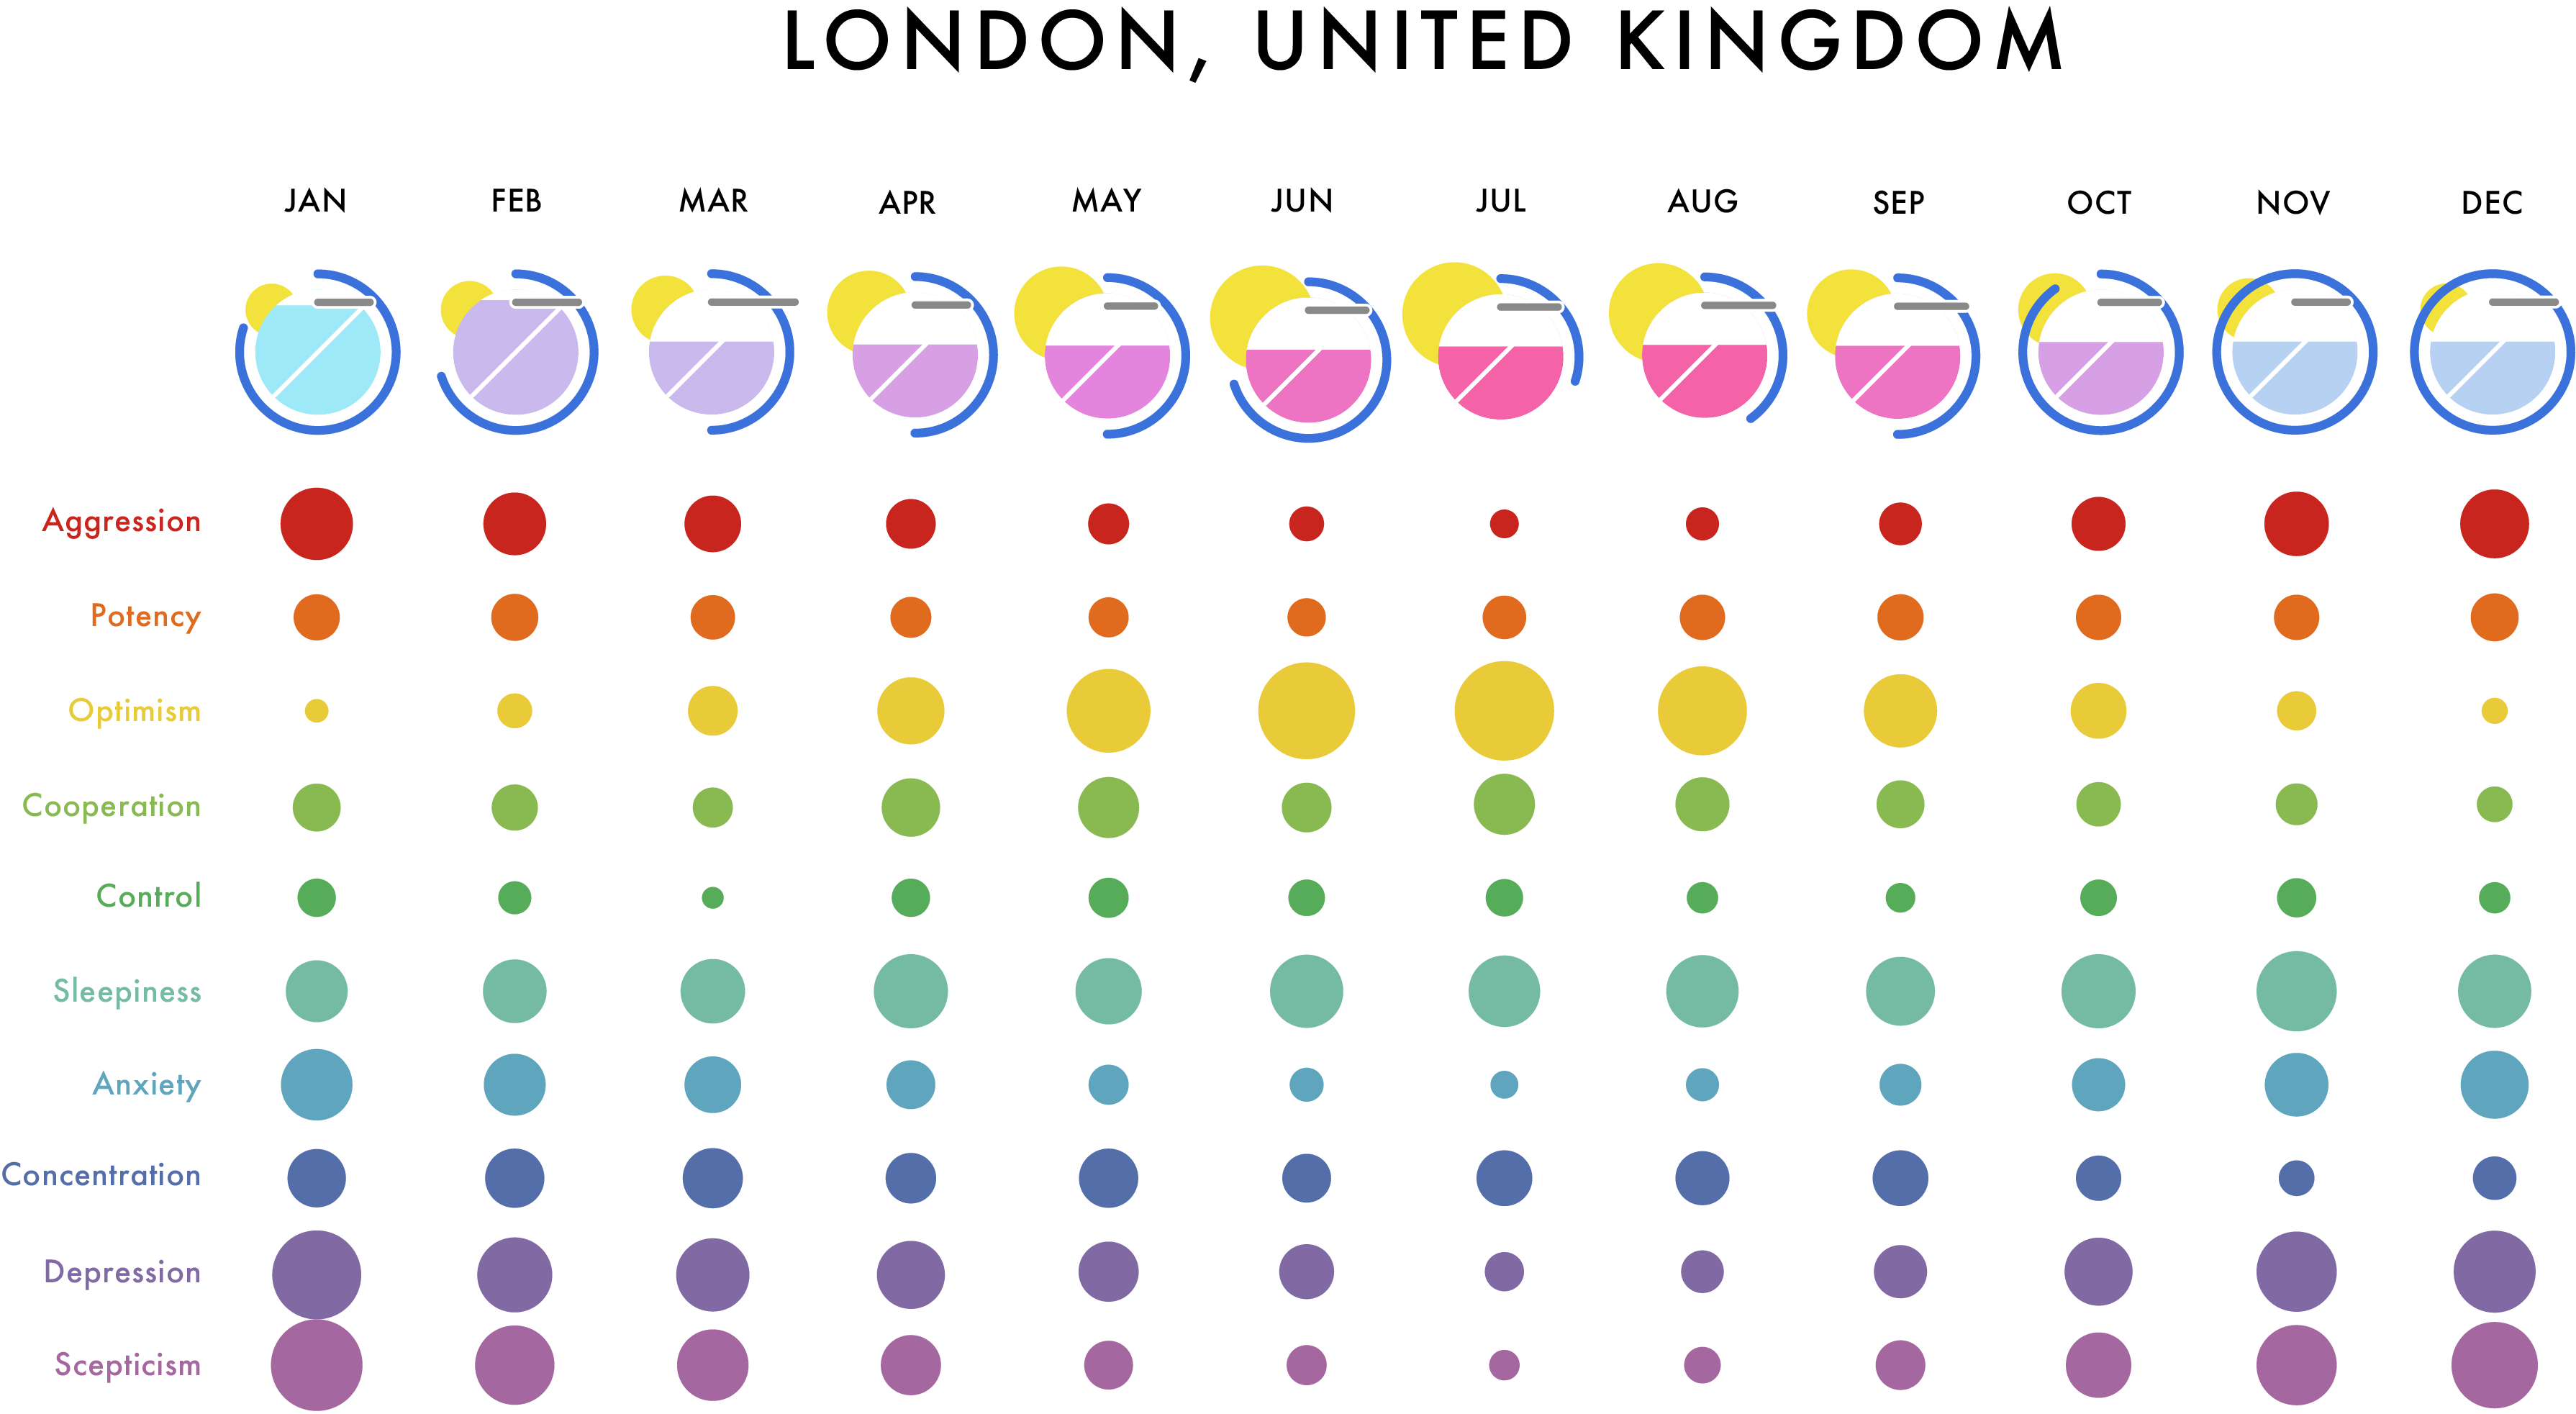 LONDON, UNITED KINGDOM
JAN FEB MAR APR MAY JUN JUL AUG SEP OCT NOV DEC
Aggression
Potency
Optimism
Cooperation
Control
Sleepiness
Anxiety
Concentration
Depression
Scepticism